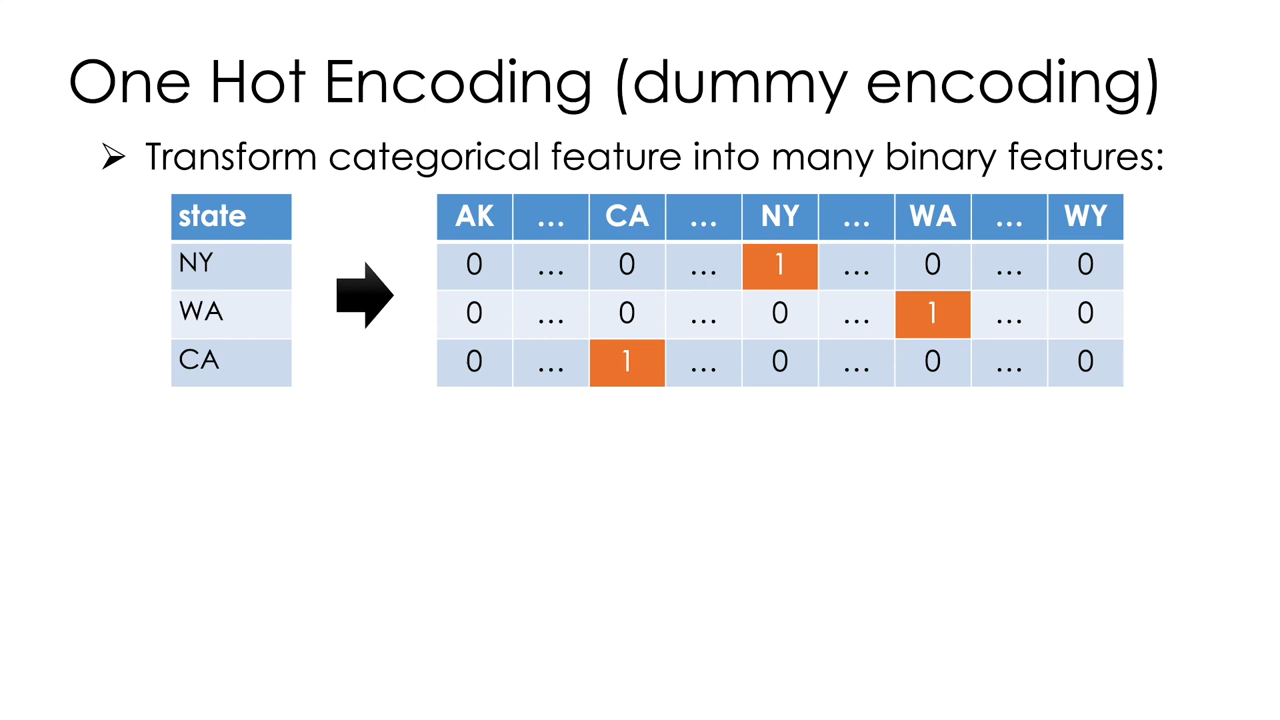 One Hot Encoding (dummy encoding)
➢ Transform categorical feature into many binary features:
state
NY
WA
CA
AK … CA … NY … WA … WY
0 … 0 … 1 … 0 … 0
0 … 0 … 0 … 1 … 0
0 … 1 … 0 … 0 … 0